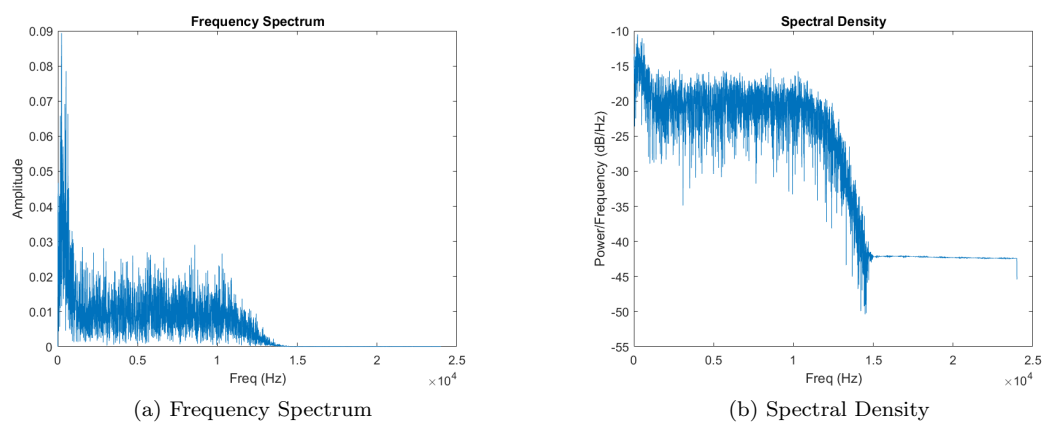 Frequency Spectrum
0.09
0.08
0.07
0.06
0.05
0.04
0.03
0.02
0.01
0
Amplitude
0 0.5 1 1.5 2 2.5
Freq (Hz)
×10⁴
(a) Frequency Spectrum
Spectral Density
-10
-15
-20
-25
-30
-35
-40
-45
-50
-55
Power/Frequency (dB/Hz)
0 0.5 1 1.5 2 2.5
Freq (Hz)
×10⁴
(b) Spectral Density